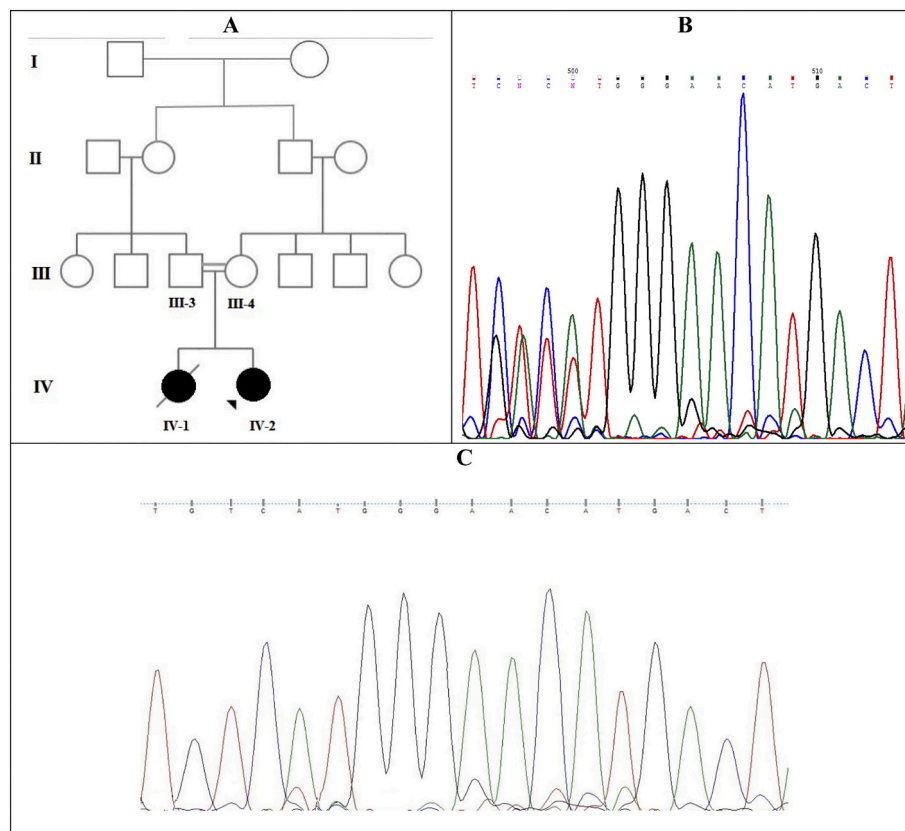 A
I
II
III
III-3 III-4
IV
IV-1 IV-2
B
500 510
T C N C N T G G G A A C A T G A C T
C
T G T C A T G G G A A C A T G A C T